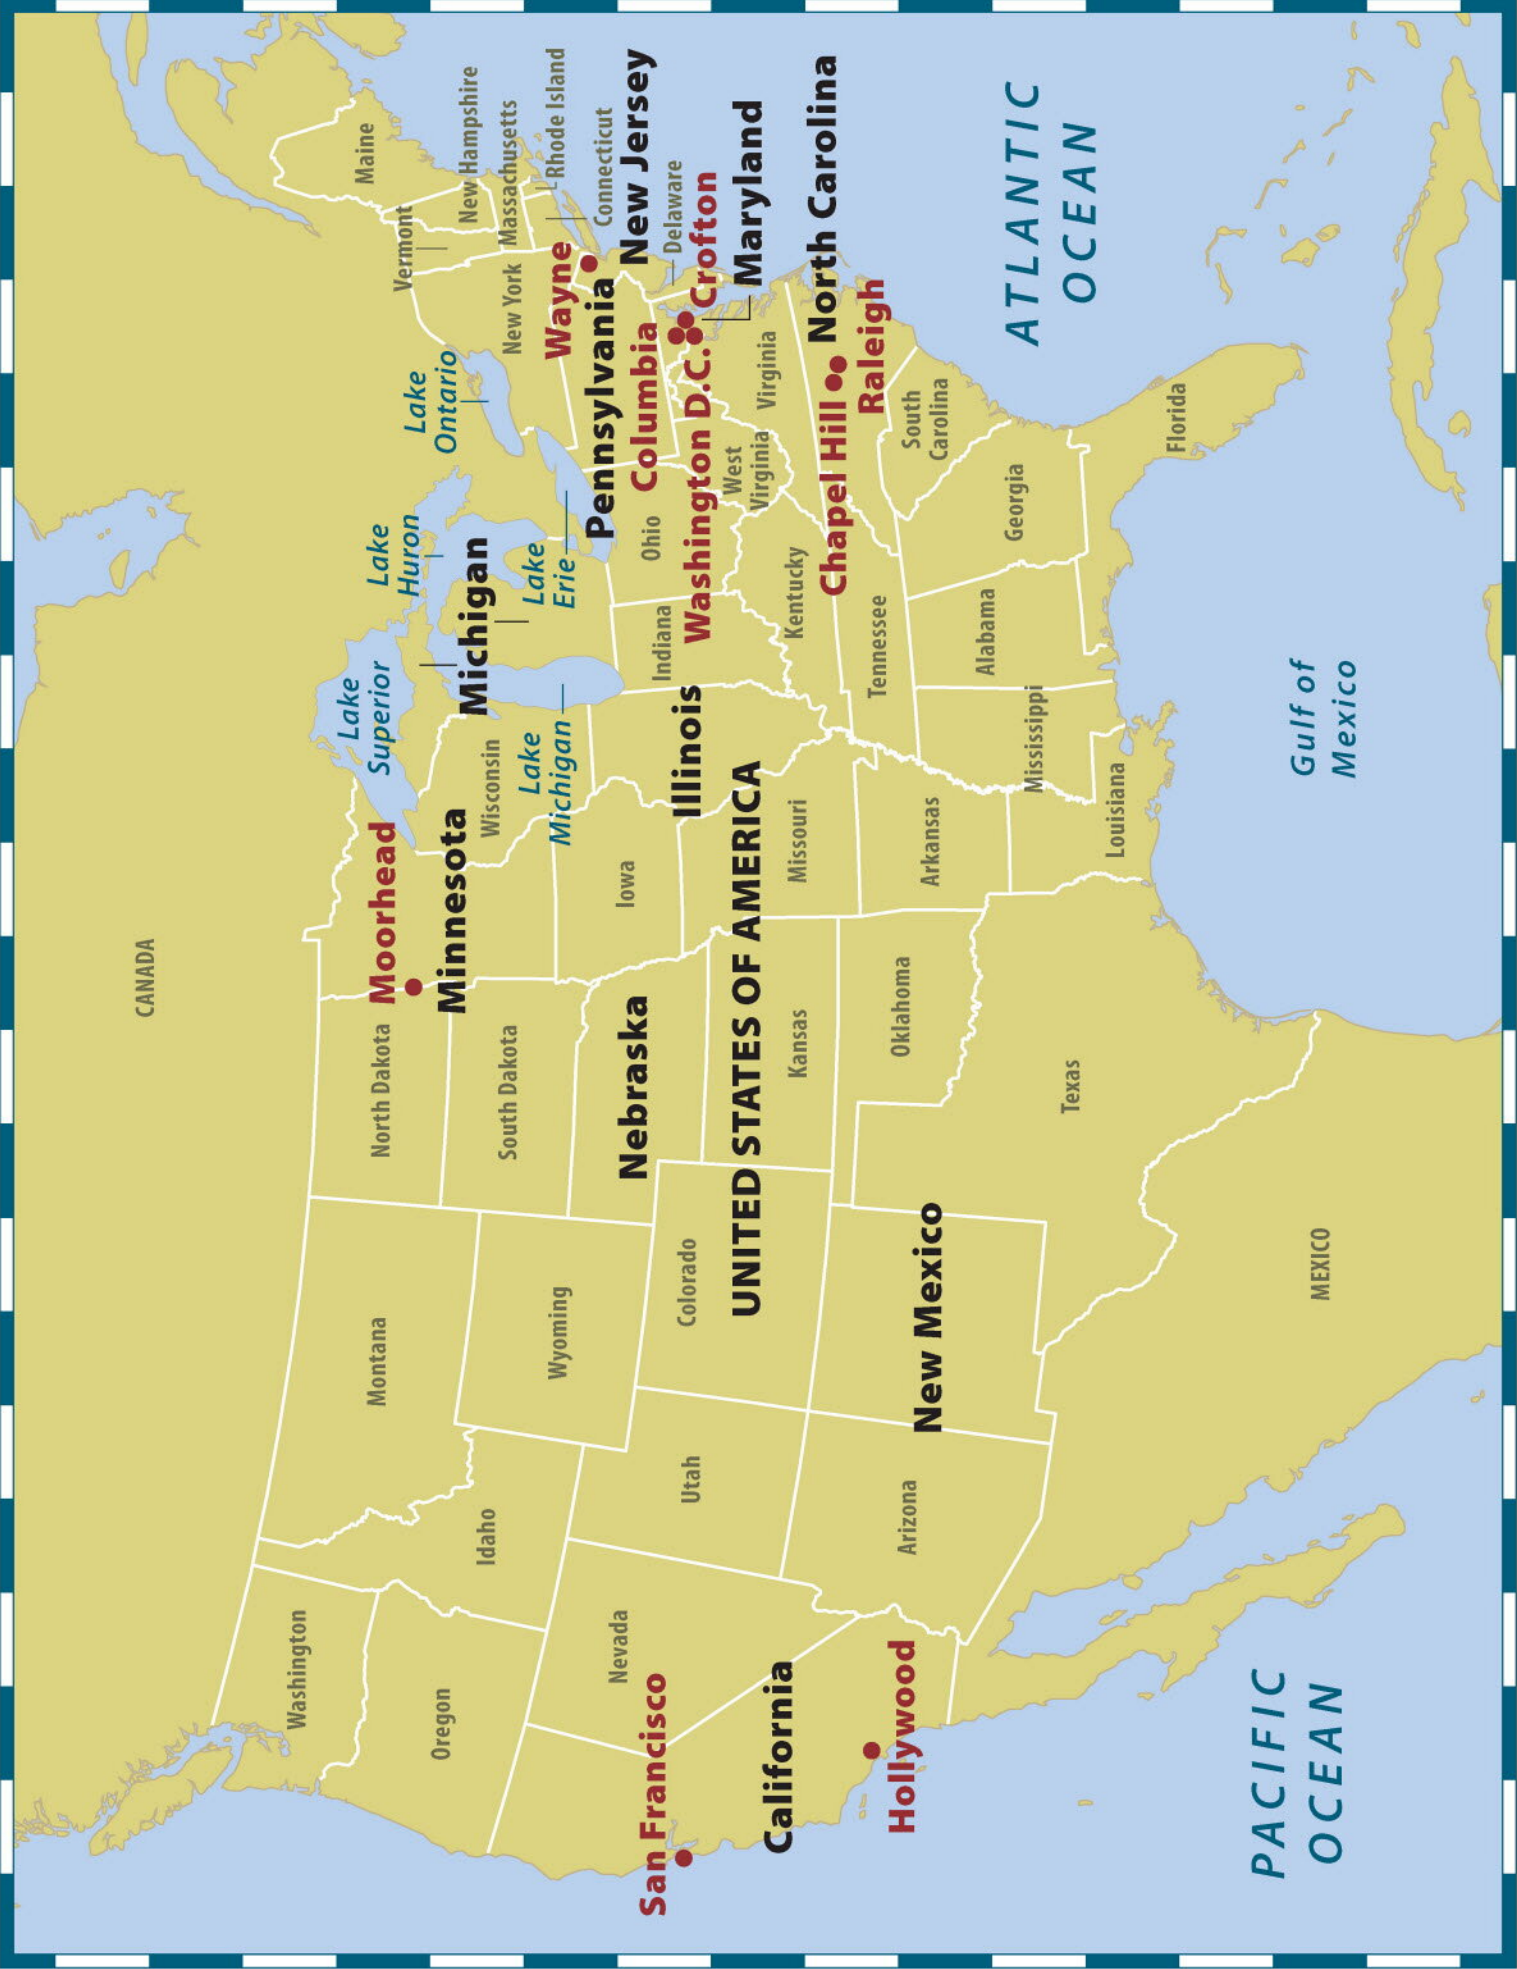 CANADA
Washington
Oregon
Idaho
Montana
North Dakota
South Dakota
Wyoming
Nevada
Utah
Colorado
Arizona
New Mexico
California
San Francisco
Hollywood
Moorhead
Minnesota
Nebraska
UNITED STATES OF AMERICA
Kansas
Oklahoma
Texas
Iowa
Missouri
Arkansas
Louisiana
Wisconsin
Lake
Superior
Lake
Michigan
Michigan
Lake
Huron
Lake
Erie
Lake
Ontario
Illinois
Indiana
Ohio
Kentucky
Tennessee
Mississippi
Alabama
Georgia
Florida
South
Carolina
North Carolina
Chapel Hill
Raleigh
Virginia
West
Virginia
Washington D.C.
Columbia
Crofton
Maryland
Delaware
Pennsylvania
Wayne
New Jersey
New York
Connecticut
Rhode Island
Massachusetts
New Hampshire
Vermont
Maine
MEXICO
Gulf of
Mexico
ATLANTIC
OCEAN
PACIFIC
OCEAN